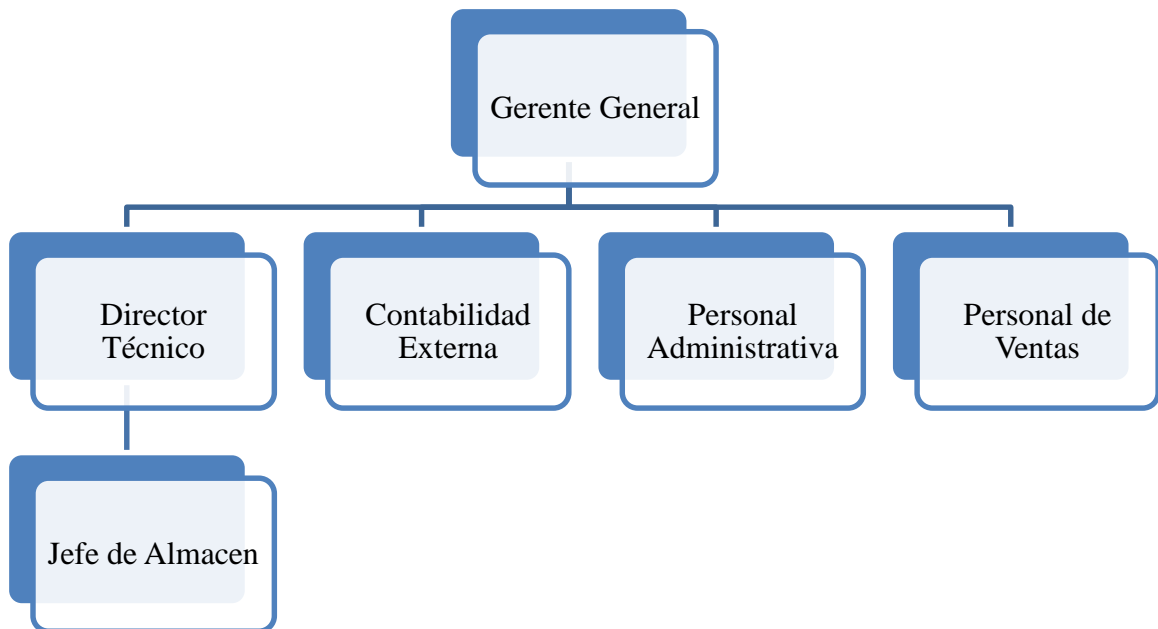 Gerente General
Director
Técnico
Contabilidad
Externa
Personal
Administrativa
Personal de
Ventas
Jefe de Almacen